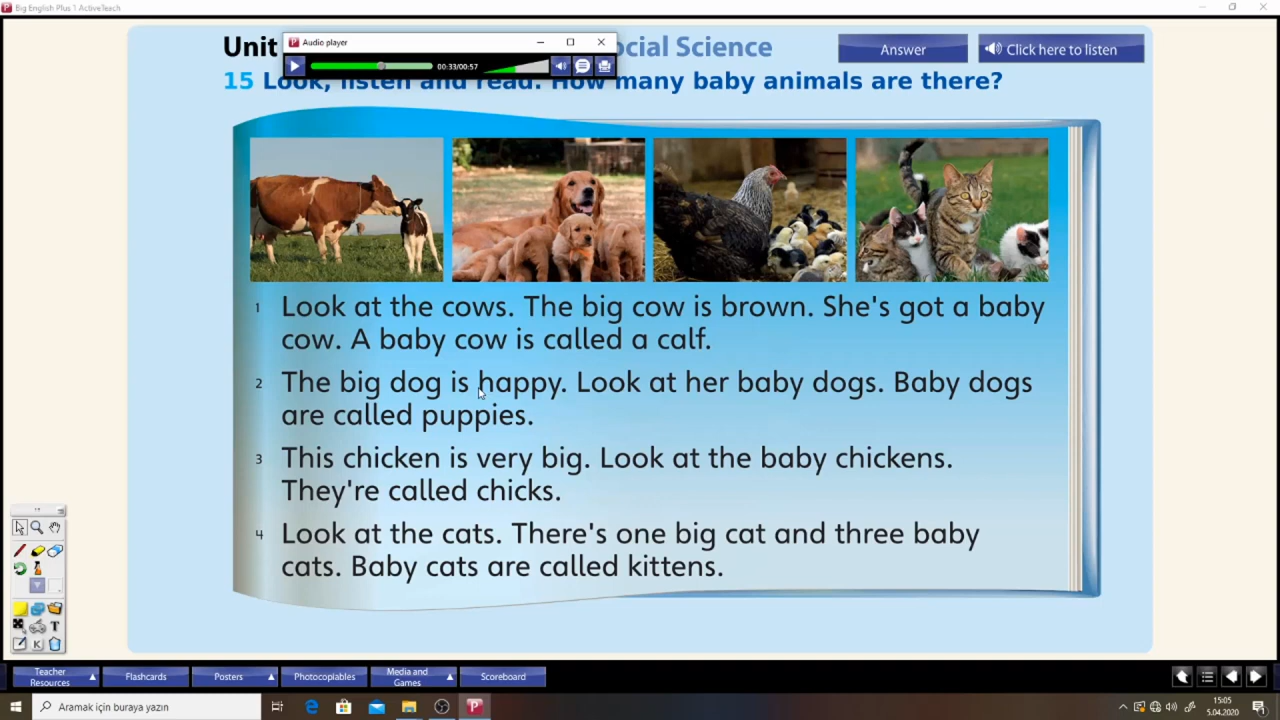 Big English Plus 1 ActiveTeach
Audio player
00:33/00:57
Unit
ocial Science
Answer
Click here to listen
15 Look, listen and read. How many baby animals are there?
1 Look at the cows. The big cow is brown. She's got a baby
cow. A baby cow is called a calf.
2 The big dog is happy. Look at her baby dogs. Baby dogs
are called puppies.
3 This chicken is very big. Look at the baby chickens.
They're called chicks.
4 Look at the cats. There's one big cat and three baby
cats. Baby cats are called kittens.
T
K
Teacher
Resources
Flashcards
Posters
Photocopiables
Media and
Games
Scoreboard
Aramak için buraya yazın
15:05
5.04.2020